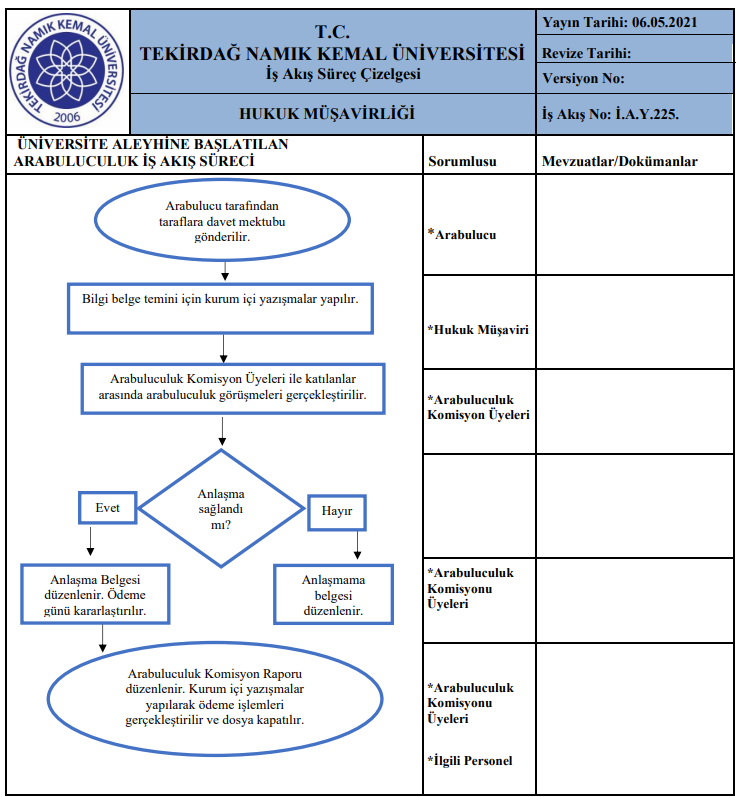 TEKİRDAĞ NAMIK KEMAL ÜNİVERSİTESİ
2006
T.C.
TEKİRDAĞ NAMIK KEMAL ÜNİVERSİTESİ
İş Akış Süreç Çizelgesi
HUKUK MÜŞAVİRLİĞİ
Yayın Tarihi: 06.05.2021
Revize Tarihi:
Versiyon No:
İş Akış No: İ.A.Y.225.
ÜNİVERSİTE ALEYHİNE BAŞLATILAN
ARABULUCULUK İŞ AKIŞ SÜRECİ
Sorumlusu
Mevzuatlar/Dokümanlar
Arabulucu tarafından
taraflara davet mektubu
gönderilir.
*Arabulucu
Bilgi belge temini için kurum içi yazışmalar yapılır.
*Hukuk Müşaviri
Arabuluculuk Komisyon Üyeleri ile katılanlar
arasında arabuluculuk görüşmeleri gerçekleştirilir.
*Arabuluculuk
Komisyon Üyeleri
Anlaşma
sağlandı
mı?
Evet
Hayır
Anlaşma Belgesi
düzenlenir. Ödeme
günü kararlaştırılır.
Anlaşmama
belgesi
düzenlenir.
*Arabuluculuk
Komisyonu
Üyeleri
Arabuluculuk Komisyon Raporu
düzenlenir. Kurum içi yazışmalar
yapılarak ödeme işlemleri
gerçekleştirilir ve dosya kapatılır.
*Arabuluculuk
Komisyonu
Üyeleri
*İlgili Personel